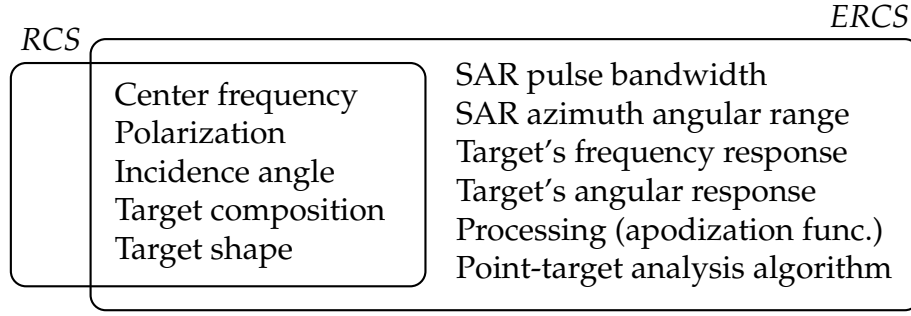 RCS
ERCS
Center frequency
Polarization
Incidence angle
Target composition
Target shape
SAR pulse bandwidth
SAR azimuth angular range
Target's frequency response
Target's angular response
Processing (apodization func.)
Point-target analysis algorithm